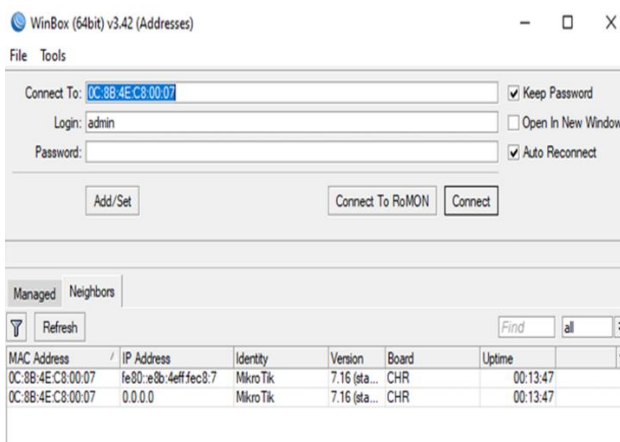 WinBox (64bit) v3.42 (Addresses)
File Tools
Connect To: 0C:8B:4E:C8:00:07
Keep Password
Login: admin
Open In New Window
Password:
Auto Reconnect
Add/Set Connect To RoMON Connect
Managed Neighbors
Refresh Find all
MAC Address IP Address Identity Version Board Uptime
0C:8B:4E:C8:00:07 fe80::e8b:4eff:fec8:7 MikroTik 7.16 (sta... CHR 00:13:47
0C:8B:4E:C8:00:07 0.0.0.0 MikroTik 7.16 (sta... CHR 00:13:47